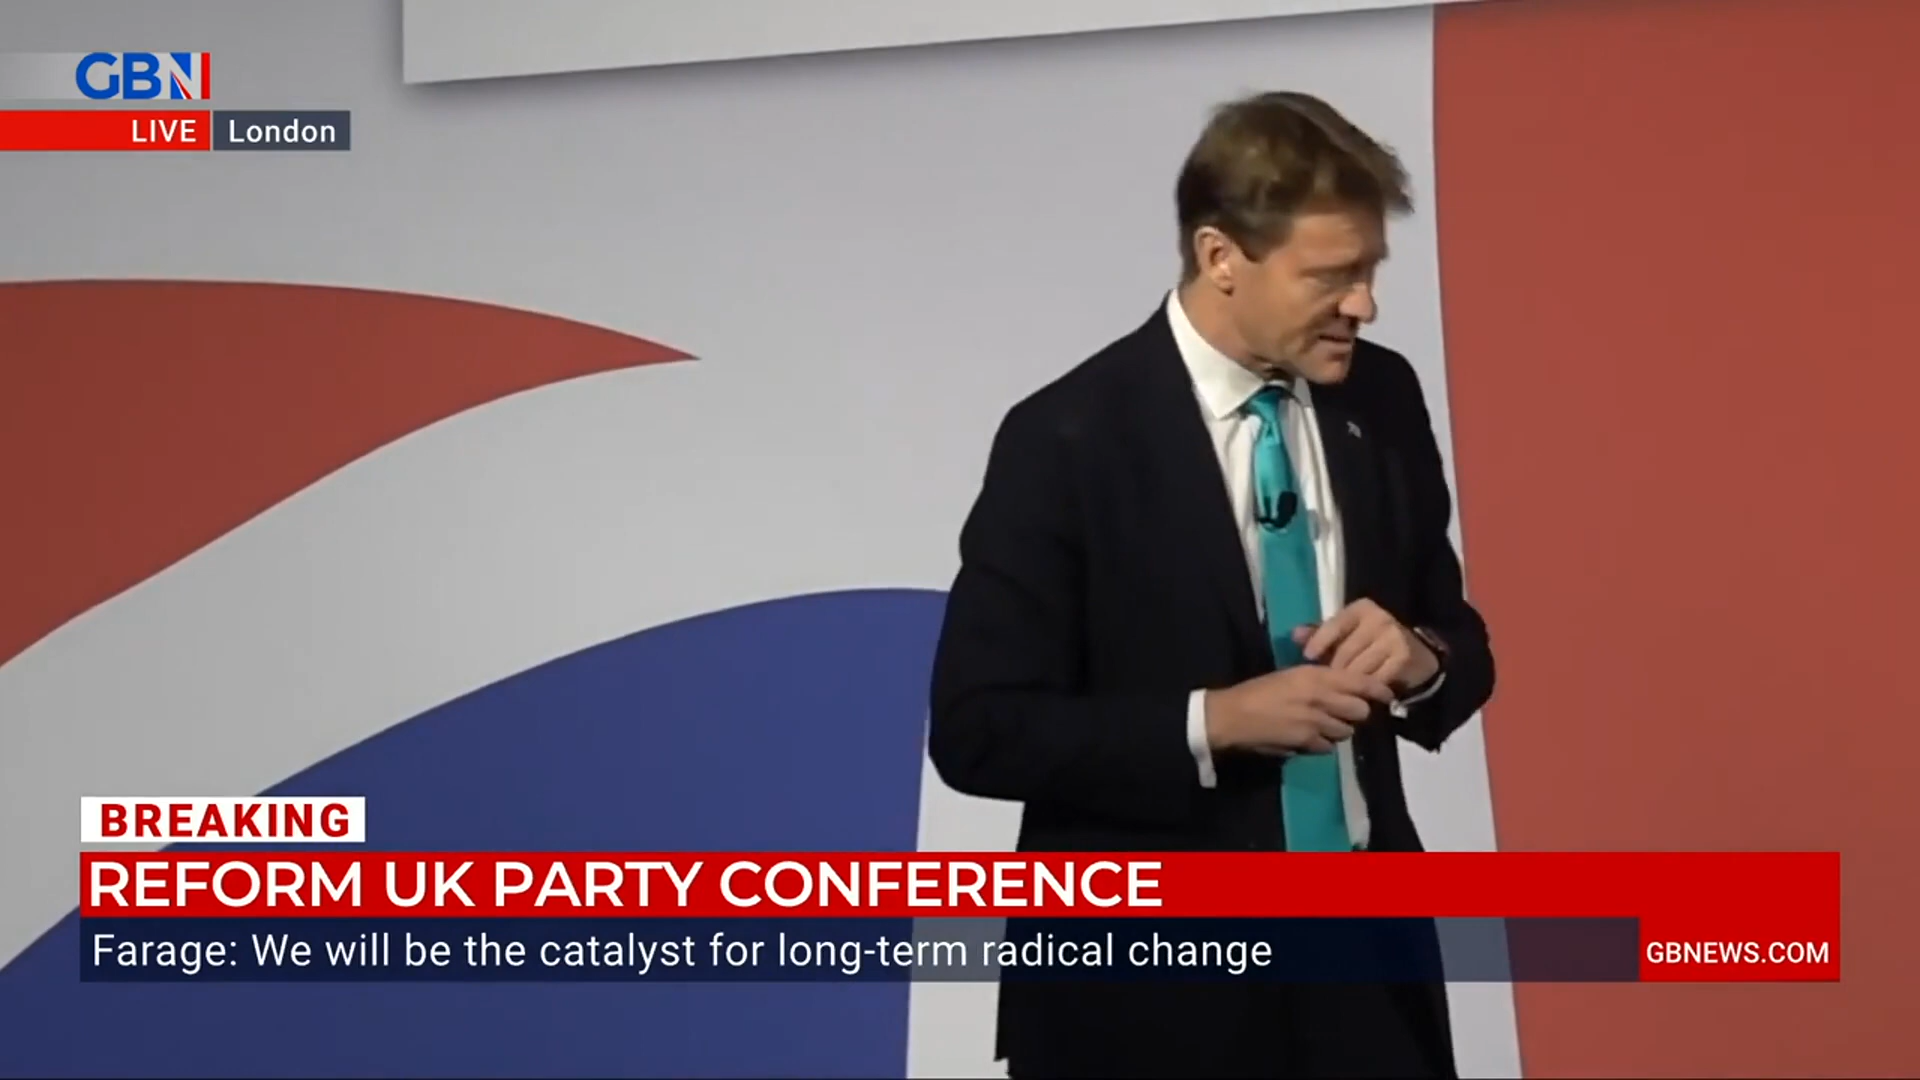 GBN
LIVE London
BREAKING
REFORM UK PARTY CONFERENCE
Farage: We will be the catalyst for long-term radical change
GBNEWS.COM